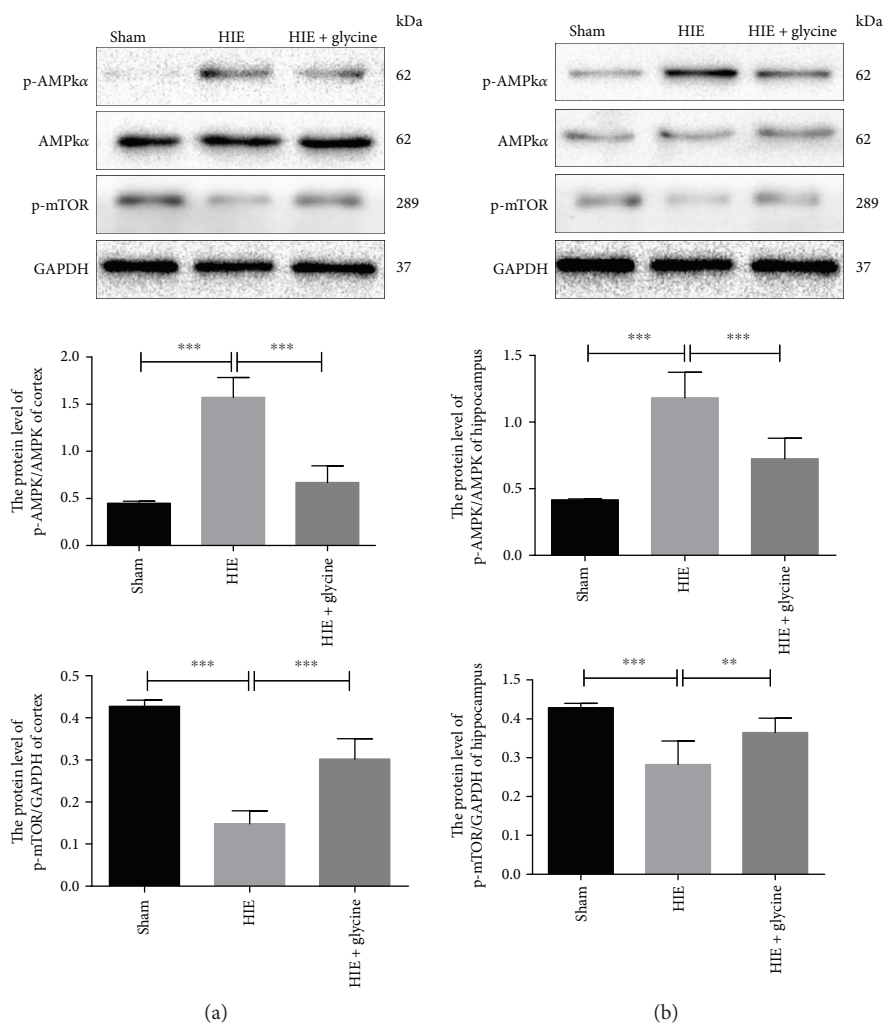 kDa
Sham HIE HIE + glycine
p-AMPkα 62
AMPkα 62
p-mTOR 289
GAPDH 37
The protein level of
p-AMPK/AMPK of cortex
2.0
1.5
1.0
0.5
0.0
*** ***
Sham
HIE
HIE + glycine
The protein level of
p-mTOR/GAPDH of cortex
0.5
0.4
0.3
0.2
0.1
0.0
*** ***
Sham
HIE
HIE + glycine
(a)
kDa
Sham HIE HIE + glycine
p-AMPkα 62
AMPkα 62
p-mTOR 289
GAPDH 37
The protein level of
p-AMPK/AMPK of hippocampus
1.5
1.0
0.5
0.0
*** ***
Sham
HIE
HIE + glycine
The protein level of
p-mTOR/GAPDH of hippocampus
1.5
0.4
0.3
0.2
0.1
0.0
*** **
Sham
HIE
HIE + glycine
(b)